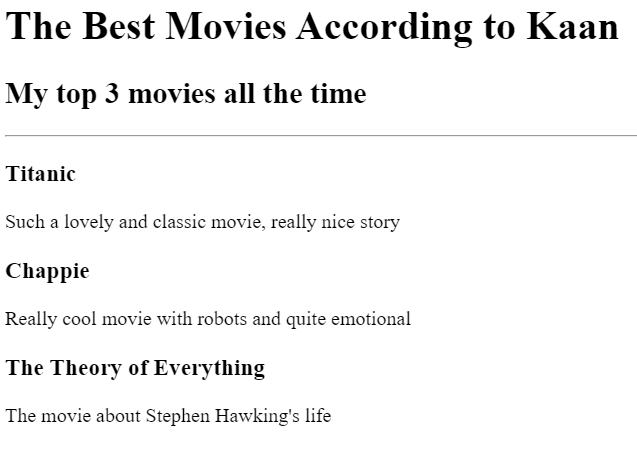 The Best Movies According to Kaan
My top 3 movies all the time
Titanic
Such a lovely and classic movie, really nice story
Chappie
Really cool movie with robots and quite emotional
The Theory of Everything
The movie about Stephen Hawking's life